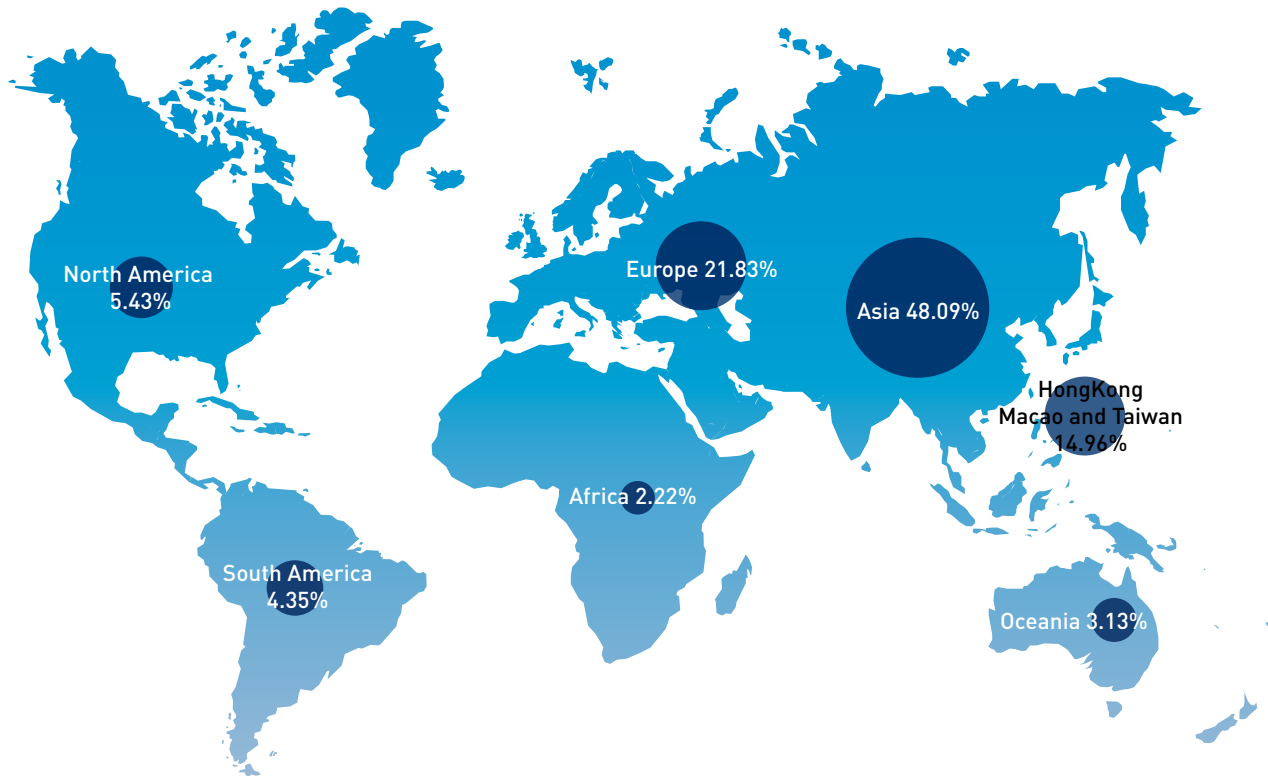 North America
5.43%
Europe 21.83%
Asia 48.09%
HongKong
Macao and Taiwan
14.96%
Africa 2.22%
South America
4.35%
Oceania 3.13%